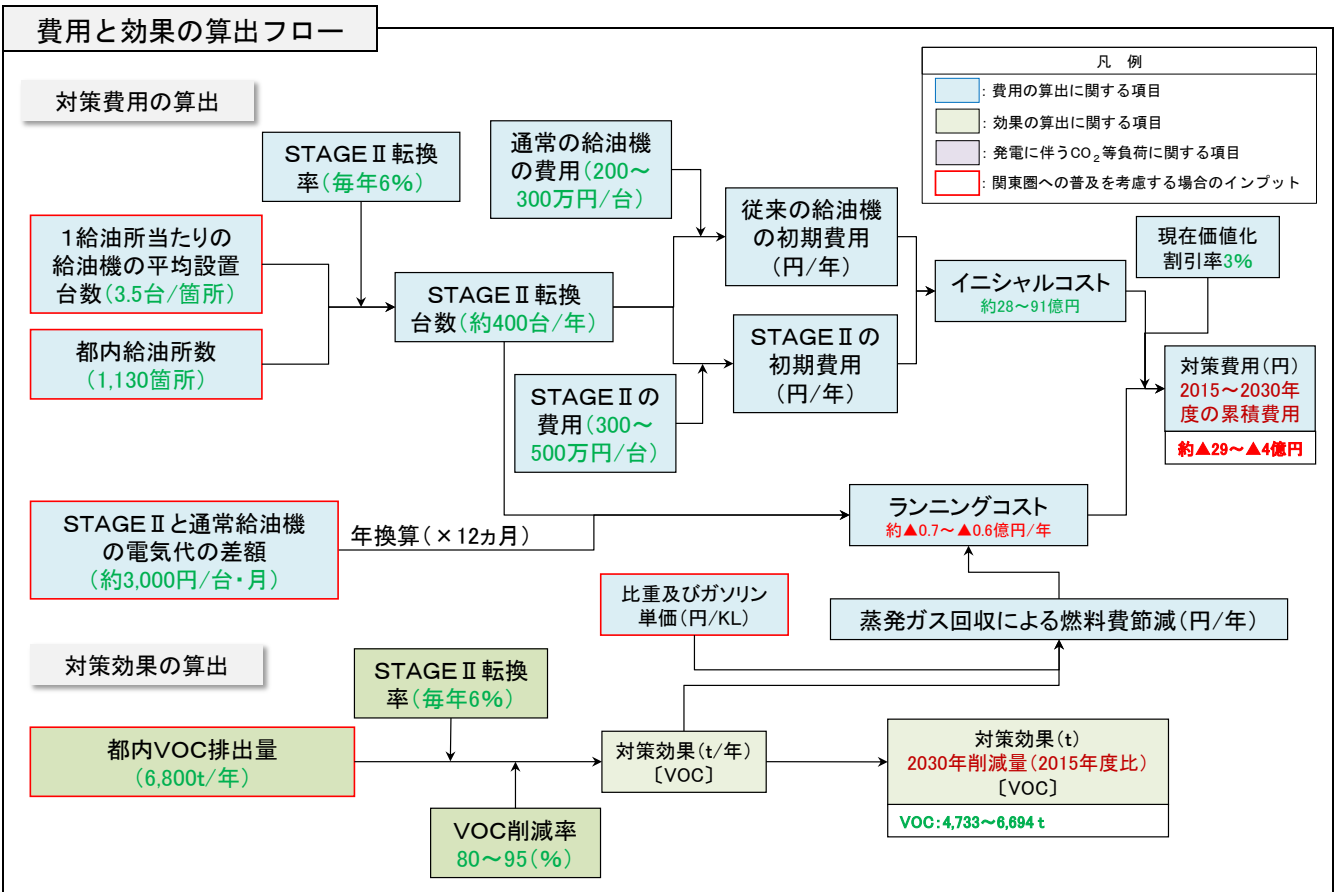 費用と効果の算出フロー
凡 例
: 費用の算出に関する項目
: 効果の算出に関する項目
: 発電に伴うCO₂等負荷に関する項目
: 関東圏への普及を考慮する場合のインプット
対策費用の算出
STAGEⅡ転換
率(毎年6%)
通常の給油機
の費用(200～
300万円/台)
1給油所当たりの
給油機の平均設置
台数(3.5台/箇所)
都内給油所数
(1,130箇所)
STAGEⅡ転換
台数(約400台/年)
従来の給油機
の初期費用
(円/年)
STAGEⅡの
初期費用
(円/年)
STAGEⅡの
費用(300～
500万円/台)
イニシャルコスト
約28～91億円
現在価値化
割引率3%
対策費用(円)
2015～2030年
度の累積費用
約▲29～▲4億円
STAGEⅡと通常給油機
の電気代の差額
(約3,000円/台・月)
年換算(×12ヵ月)
ランニングコスト
約▲0.7～▲0.6億円/年
比重及びガソリン
単価(円/KL)
蒸発ガス回収による燃料費節減(円/年)
対策効果の算出
STAGEⅡ転換
率(毎年6%)
都内VOC排出量
(6,800t/年)
VOC削減率
80～95(%)
対策効果(t/年)
〔VOC〕
対策効果(t)
2030年削減量(2015年度比)
〔VOC〕
VOC:4,733～6,694 t